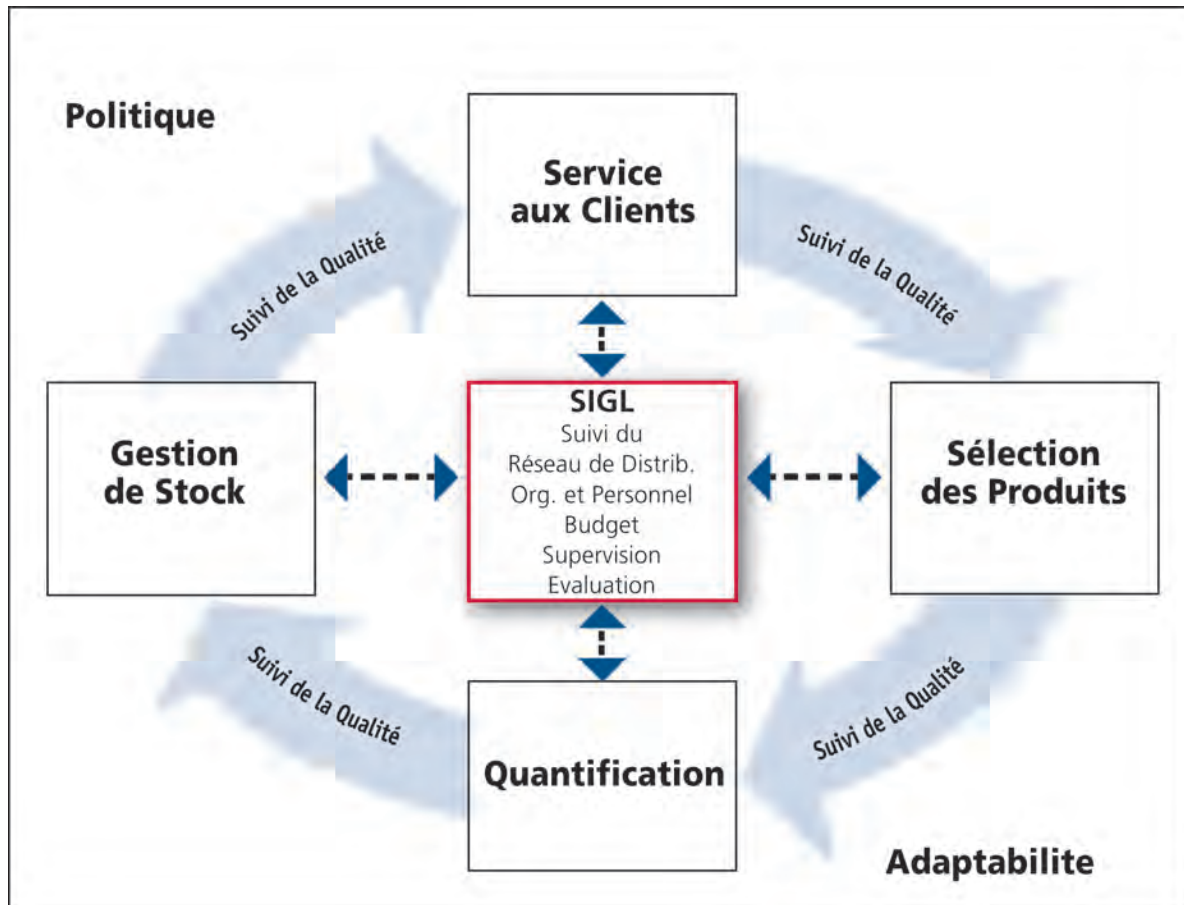 Politique
Service
aux Clients
Suivi de la Qualité
Suivi de la Qualité
Gestion
de Stock
SIGL
Suivi du
Réseau de Distrib.
Org. et Personnel
Budget
Supervision
Evaluation
Sélection
des Produits
Suivi de la Qualité
Suivi de la Qualité
Quantification
Adaptabilite